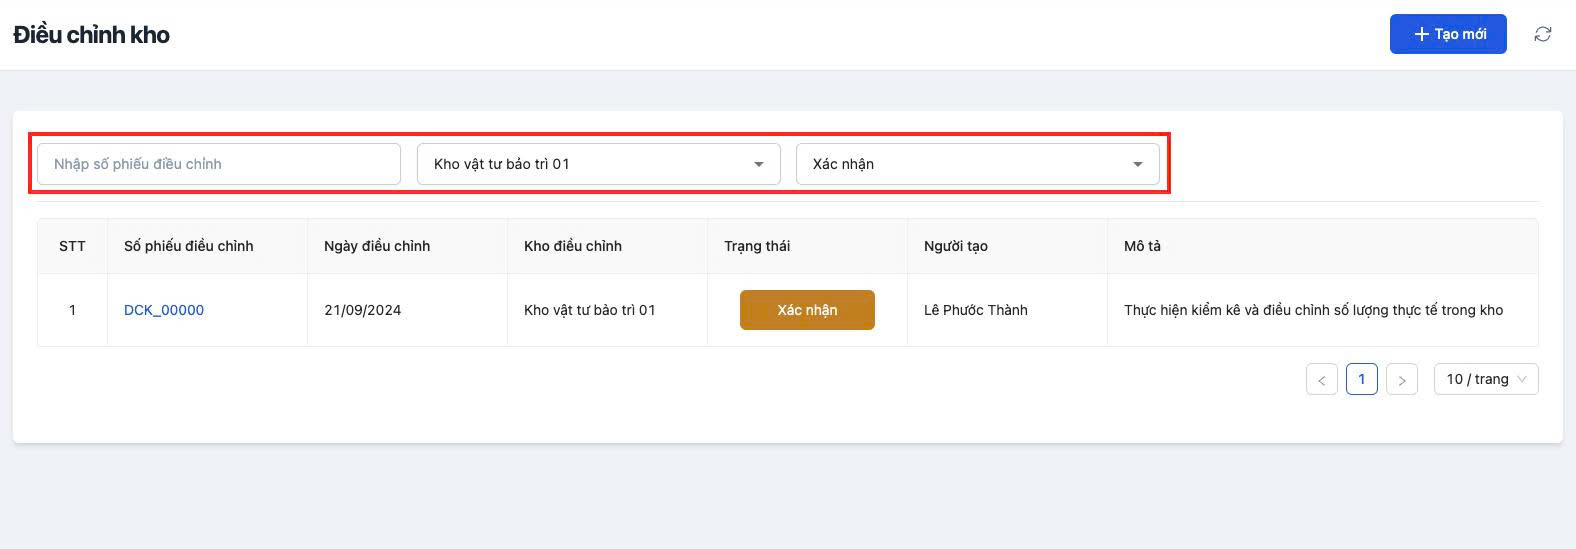 Điều chỉnh kho
+ Tạo mới
Nhập số phiếu điều chỉnh
Kho vật tư bảo trì 01
Xác nhận
STT Số phiếu điều chỉnh Ngày điều chỉnh Kho điều chỉnh Trạng thái Người tạo Mô tả
1 DCK_00000 21/09/2024 Kho vật tư bảo trì 01 Xác nhận Lê Phước Thành Thực hiện kiểm kê và điều chỉnh số lượng thực tế trong kho
< 1 > 10 / trang